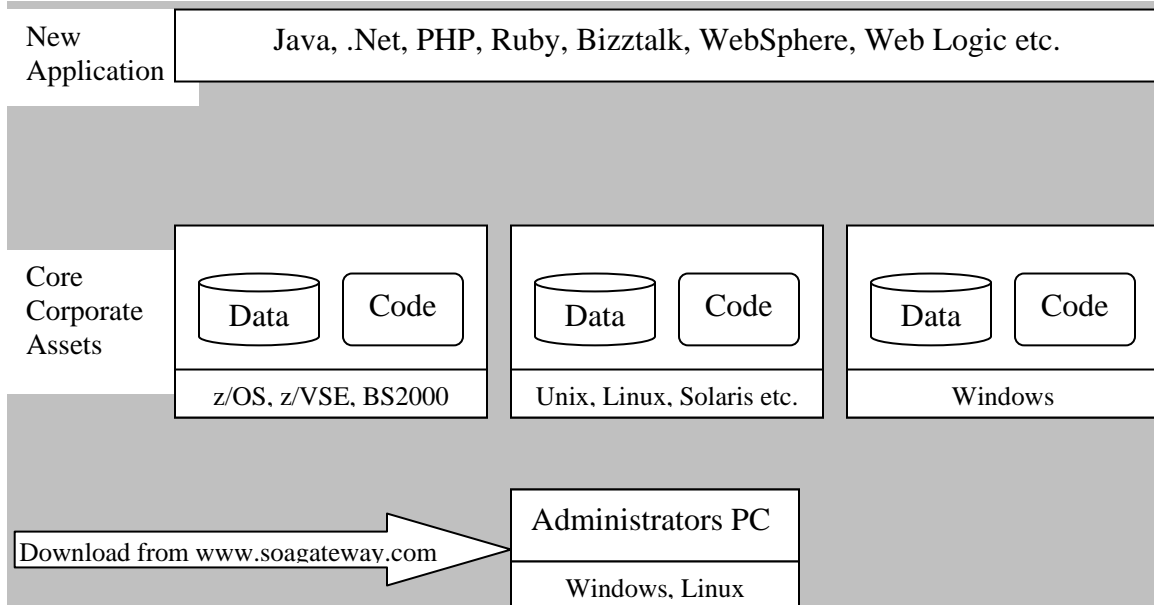 New
Application
Java, .Net, PHP, Ruby, Bizztalk, WebSphere, Web Logic etc.
Core
Corporate
Assets
Data
Code
z/OS, z/VSE, BS2000
Data
Code
Unix, Linux, Solaris etc.
Data
Code
Windows
Download from www.soagateway.com
Administrators PC
Windows, Linux